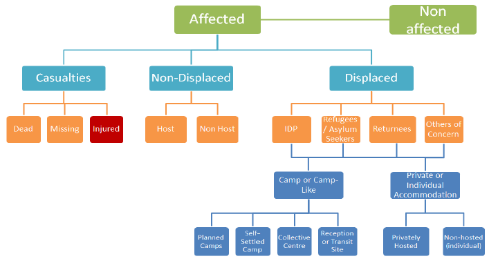 Affected
Non
affected
Casualties
Non-Displaced
Displaced
Dead
Missing
Injured
Host
Non Host
IDP
Refugees
/ Asylum
Seekers
Returnees
Others of
Concern
Camp or Camp-
Like
Private or
Individual
Accommodation
Planned
Camps
Self-
Settled
Camp
Collective
Centre
Reception
or Transit
Site
Privately
Hosted
Non-hosted
(individual)